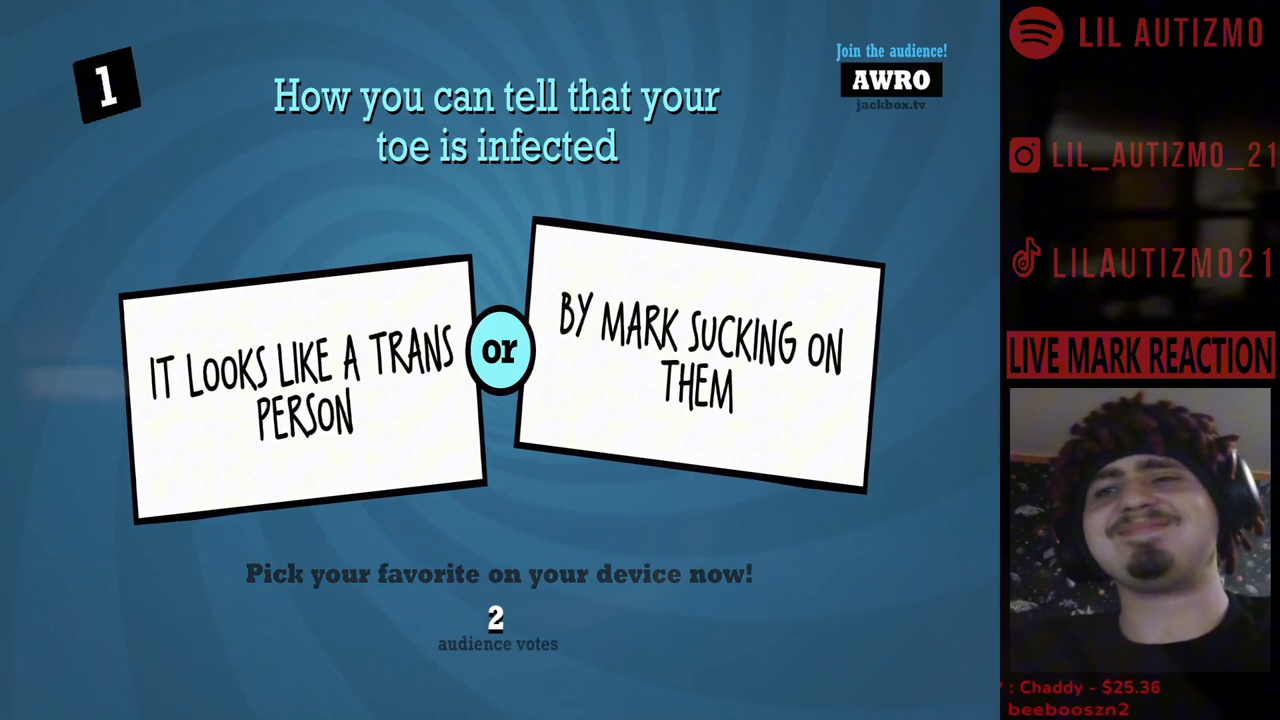 1
How you can tell that your
toe is infected
Join the audience!
AWRO
jackbox.tv
IT LOOKS LIKE A TRANS
PERSON
or
BY MARK SUCKING ON
THEM
Pick your favorite on your device now!
2
audience votes
LIL AUTIZMO
LIL_AUTIZMO_21
LILAUTIZMO21
LIVE MARK REACTION
: Chaddy - $25.36
beebooszn2